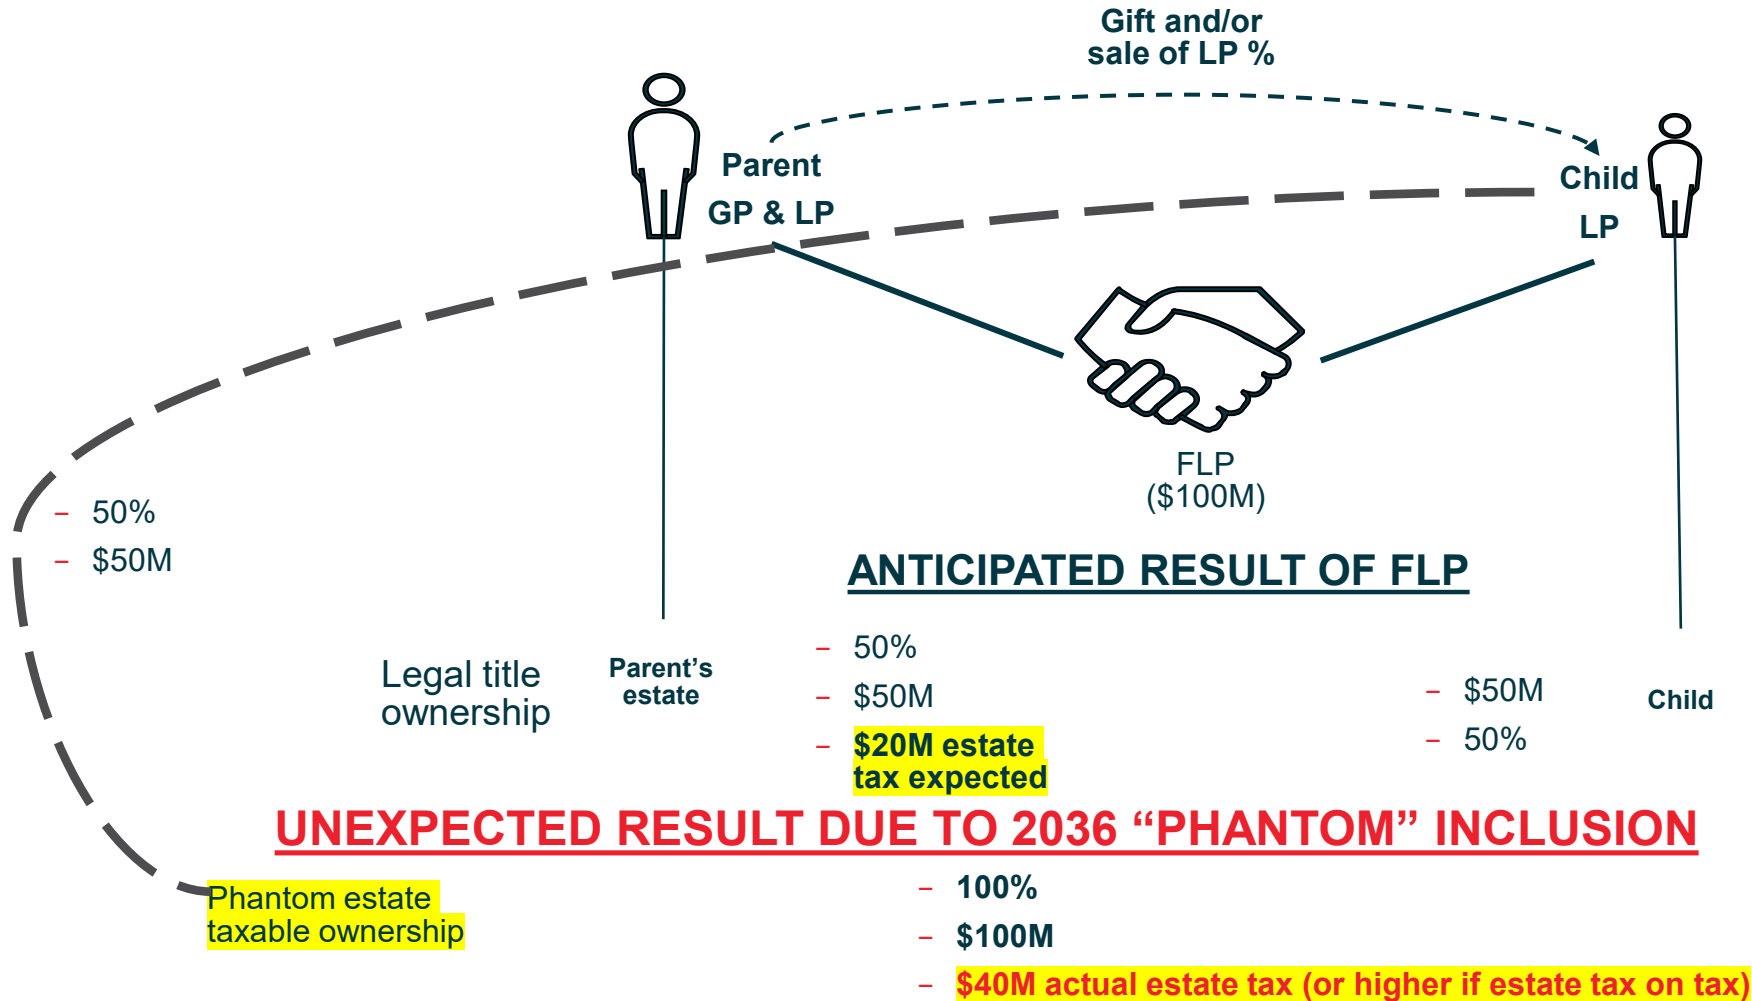 Gift and/or
sale of LP %
Parent
GP & LP
Child
LP
FLP
($100M)
– 50%
– $50M
ANTICIPATED RESULT OF FLP
Legal title
ownership
Parent’s
estate
– 50%
– $50M
– $20M estate
tax expected
– $50M
– 50%
Child
UNEXPECTED RESULT DUE TO 2036 “PHANTOM” INCLUSION
Phantom estate
taxable ownership
– 100%
– $100M
– $40M actual estate tax (or higher if estate tax on tax)